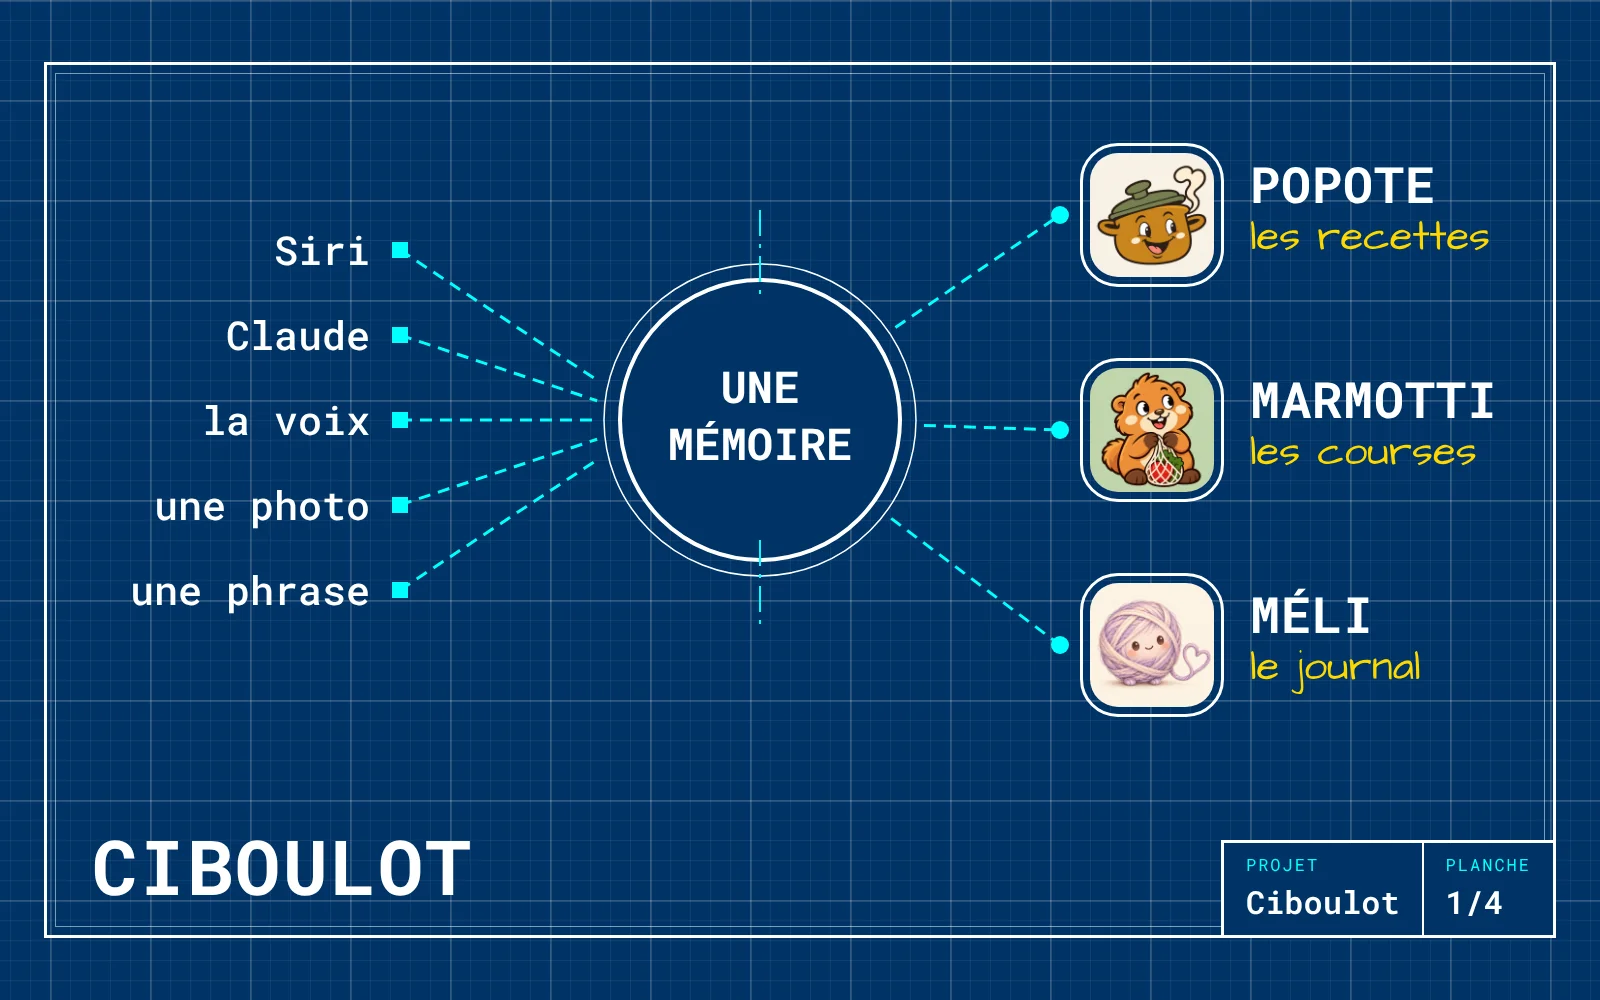 Siri
Claude
la voix
une photo
une phrase
UNE
MÉMOIRE
POPOTE
les recettes
MARMOTTI
les courses
MÉLI
le journal
CIBOULOT
PROJET
Ciboulot
PLANCHE
1/4